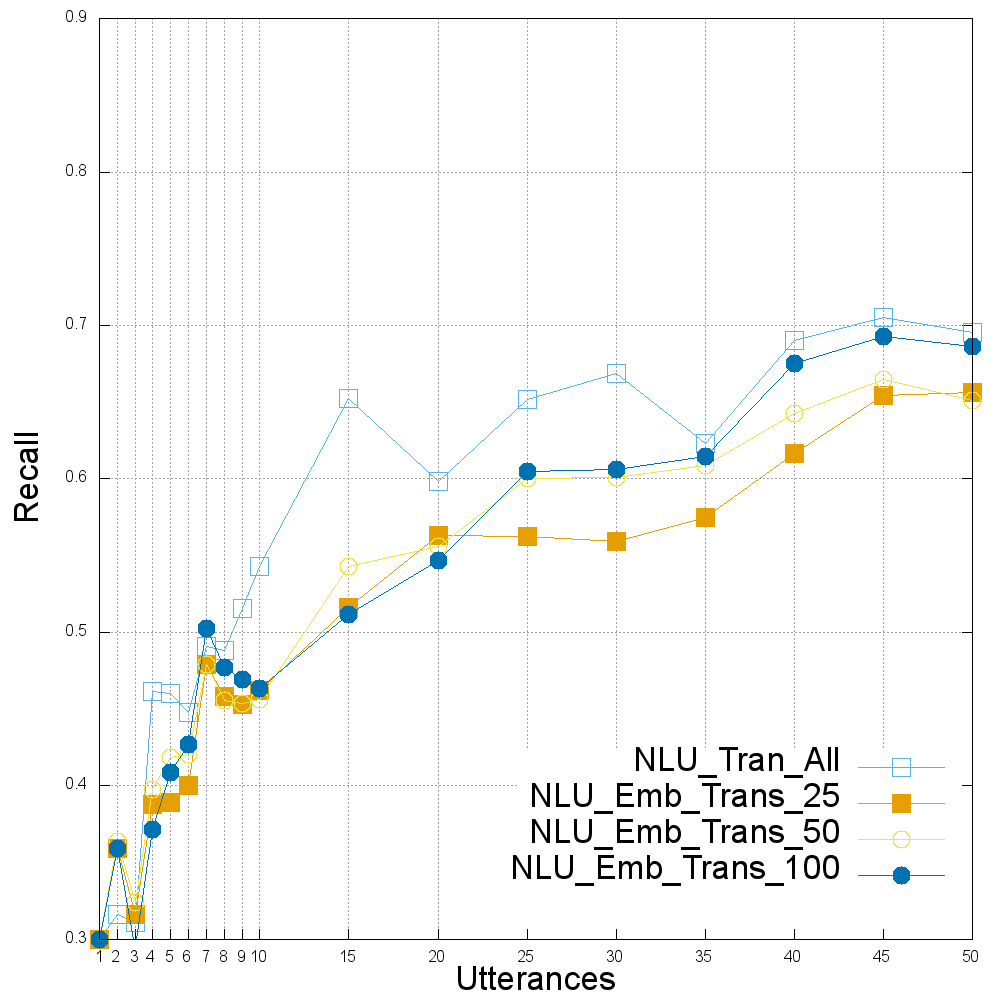 0.9
0.8
0.7
0.6
0.5
0.4
0.3
Recall
NLU_Tran_All
NLU_Emb_Trans_25
NLU_Emb_Trans_50
NLU_Emb_Trans_100
1 2 3 4 5 6 7 8 9 10 15 20 25 30 35 40 45 50
Utterances